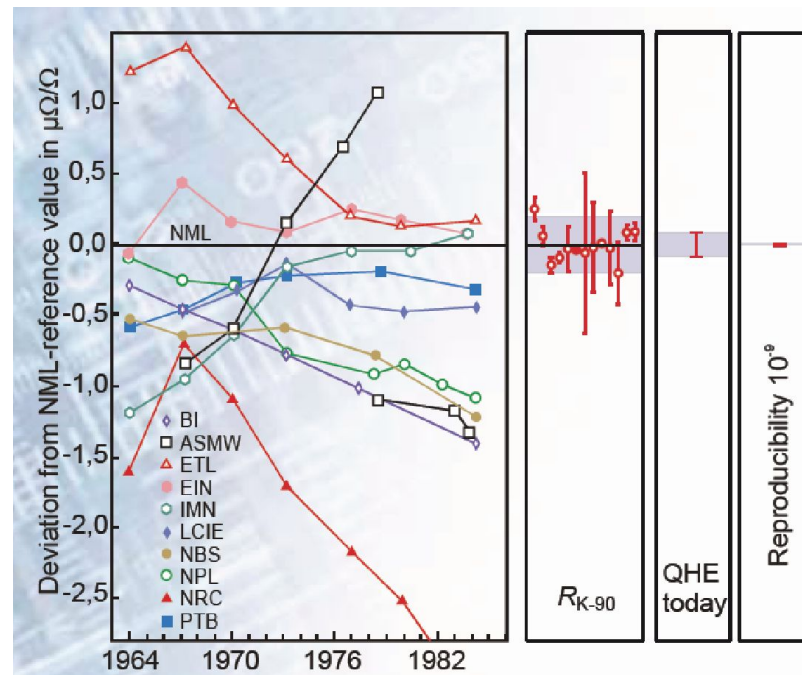 Deviation from NML-reference value in μΩ/Ω
1,0
0,5
0,0
-0,5
-1,0
-1,5
-2,0
-2,5
NML
BI
ASMW
ETL
EIN
IMN
LCIE
NBS
NPL
NRC
PTB
1964 1970 1976 1982
R K-90
QHE
today
Reproducibility 10⁻⁹